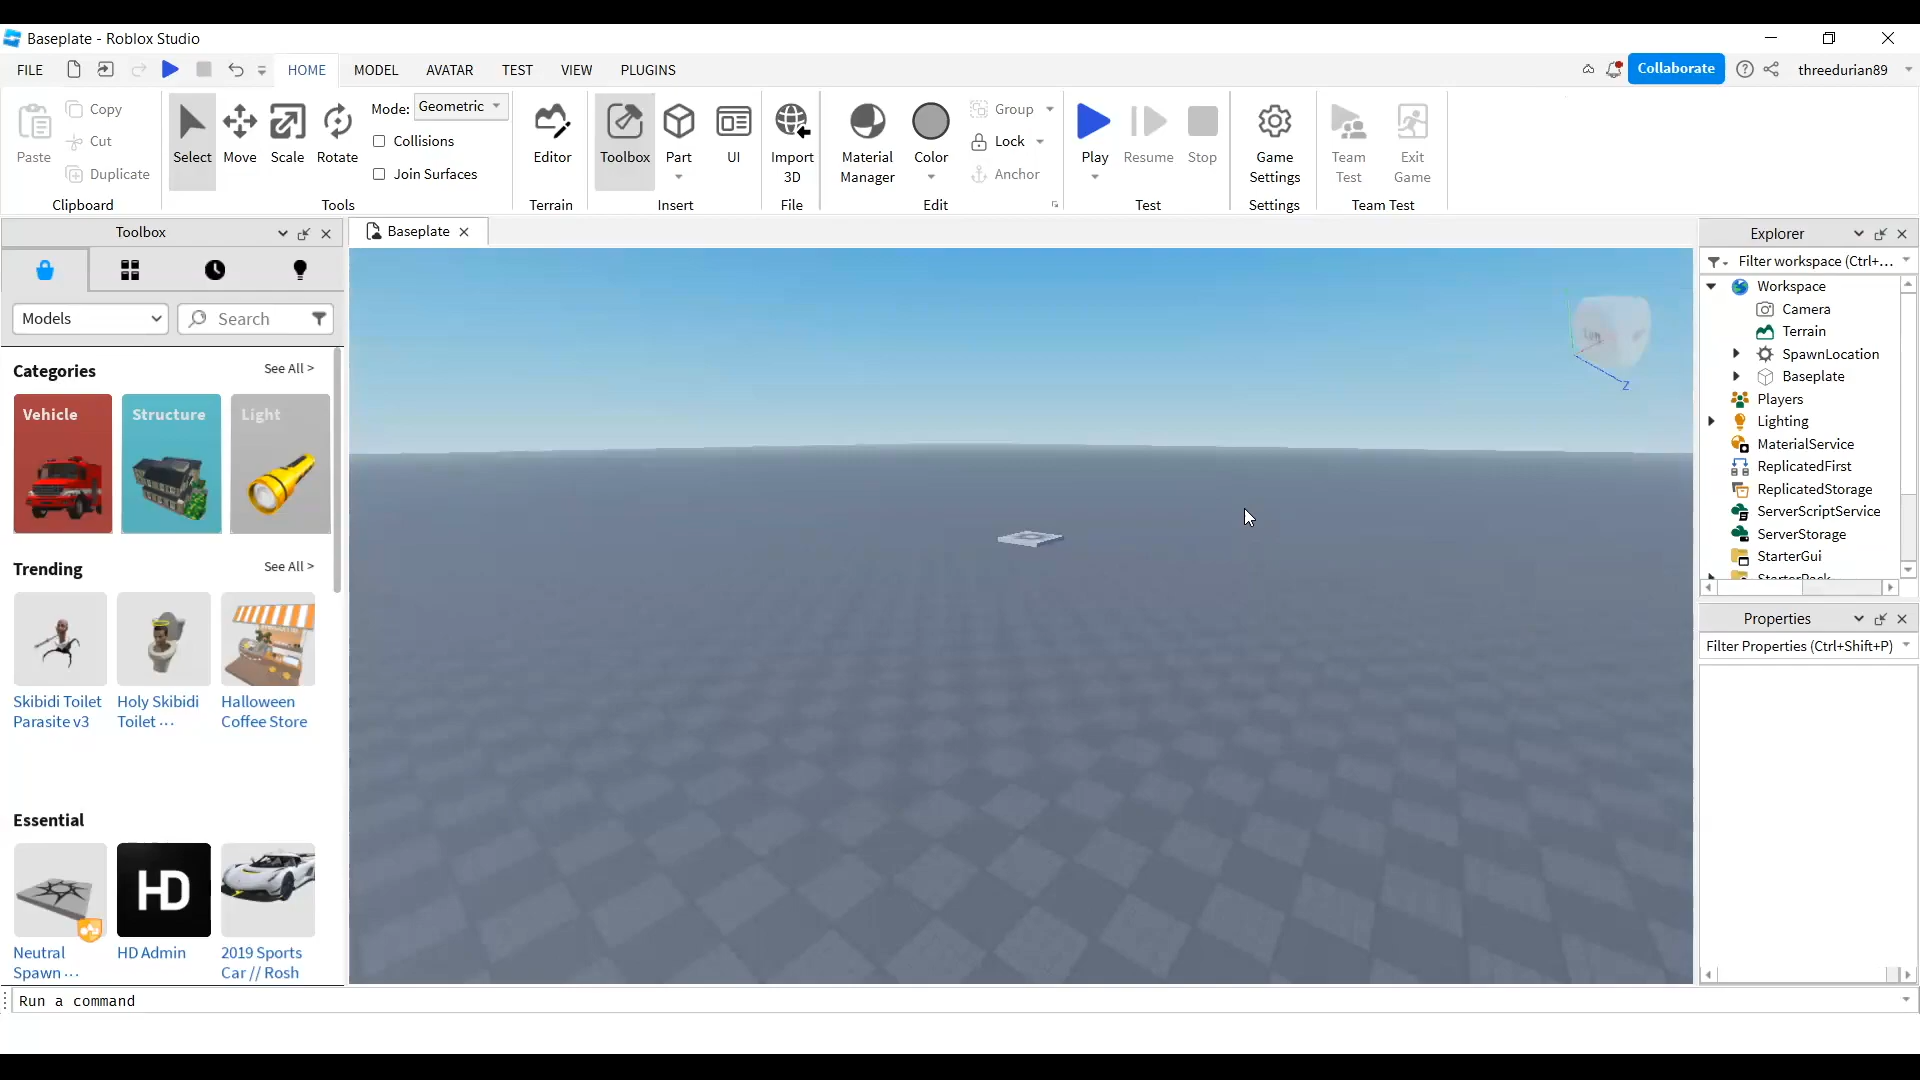 Baseplate - Roblox Studio
FILE HOME MODEL AVATAR TEST VIEW PLUGINS Collaborate threedurian89
Paste Copy Cut Duplicate
Clipboard
Select Move Scale Rotate
Mode: Geometric
Collisions
Join Surfaces
Tools
Editor
Terrain
Toolbox Part UI
Insert
Import 3D
File
Material Manager Color
Group
Lock
Anchor
Edit
Play Resume Stop
Test
Game Settings
Settings
Team Test Exit Game
Team Test
Toolbox
Models Search
Categories See All >
Vehicle Structure Light
Trending See All >
Skibidi Toilet Parasite v3
Holy Skibidi Toilet ...
Halloween Coffee Store
Essential
HD
Neutral Spawn ...
HD Admin
2019 Sports Car // Rosh
Baseplate
Z
Explorer
Filter workspace (Ctrl+...
Workspace
Camera
Terrain
SpawnLocation
Baseplate
Players
Lighting
MaterialService
ReplicatedFirst
ReplicatedStorage
ServerScriptService
ServerStorage
StarterGui
StarterPack
Properties
Filter Properties (Ctrl+Shift+P)
Run a command